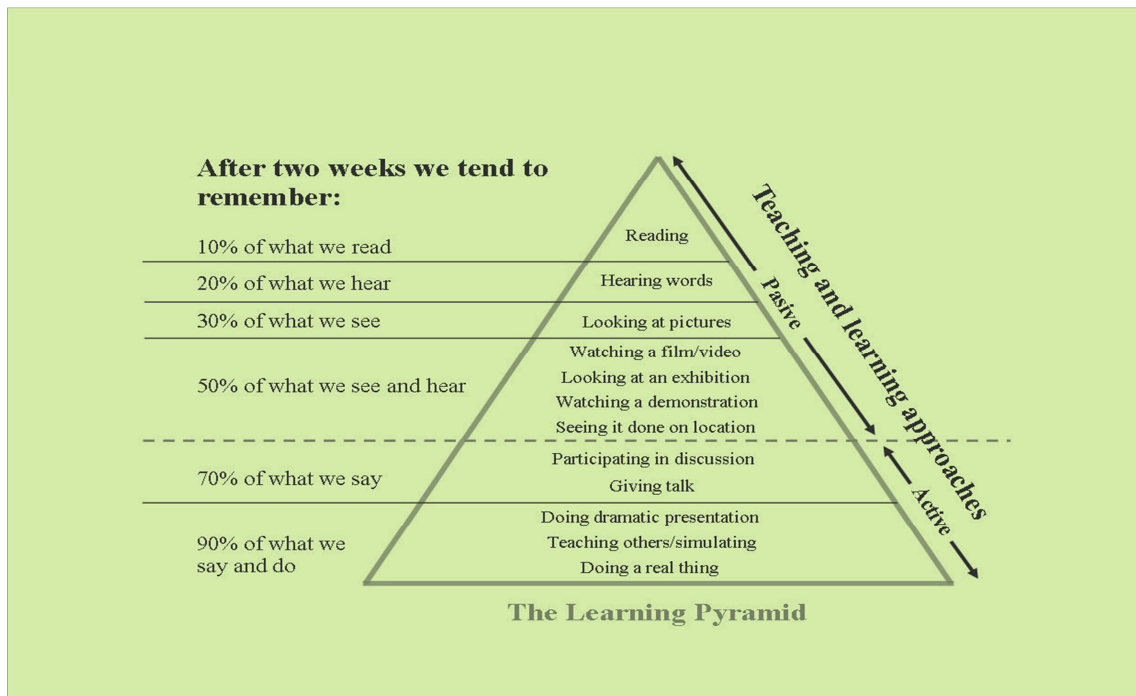 After two weeks we tend to
remember:
10% of what we read
20% of what we hear
30% of what we see
50% of what we see and hear
70% of what we say
90% of what we
say and do
Reading
Hearing words
Looking at pictures
Watching a film/video
Looking at an exhibition
Watching a demonstration
Seeing it done on location
Participating in discussion
Giving talk
Doing dramatic presentation
Teaching others/simulating
Doing a real thing
Teaching and learning approaches
Pasive
Active
The Learning Pyramid